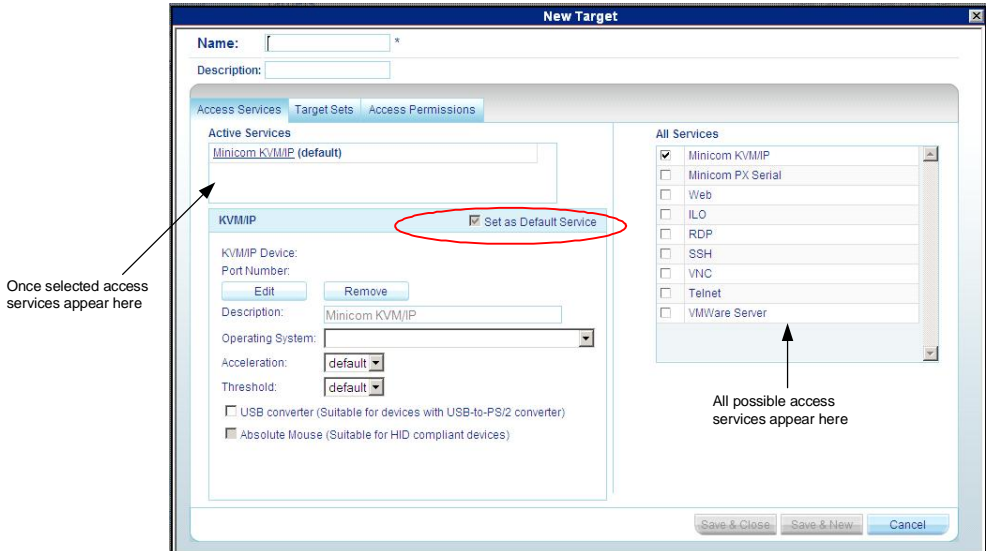 New Target
Name: *
Description:
Access Services Target Sets Access Permissions
Active Services
Minicom KVM/IP (default)
All Services
Minicom KVM/IP
Minicom PX Serial
Web
ILO
RDP
SSH
VNC
Telnet
VMWare Server
KVM/IP Set as Default Service
KVM/IP Device:
Port Number:
Edit Remove
Description: Minicom KVM/IP
Operating System:
Acceleration: default
Threshold: default
USB converter (Suitable for devices with USB-to-PS/2 converter)
Absolute Mouse (Suitable for HID compliant devices)
Once selected access
services appear here
All possible access
services appear here
Save & Close Save & New Cancel